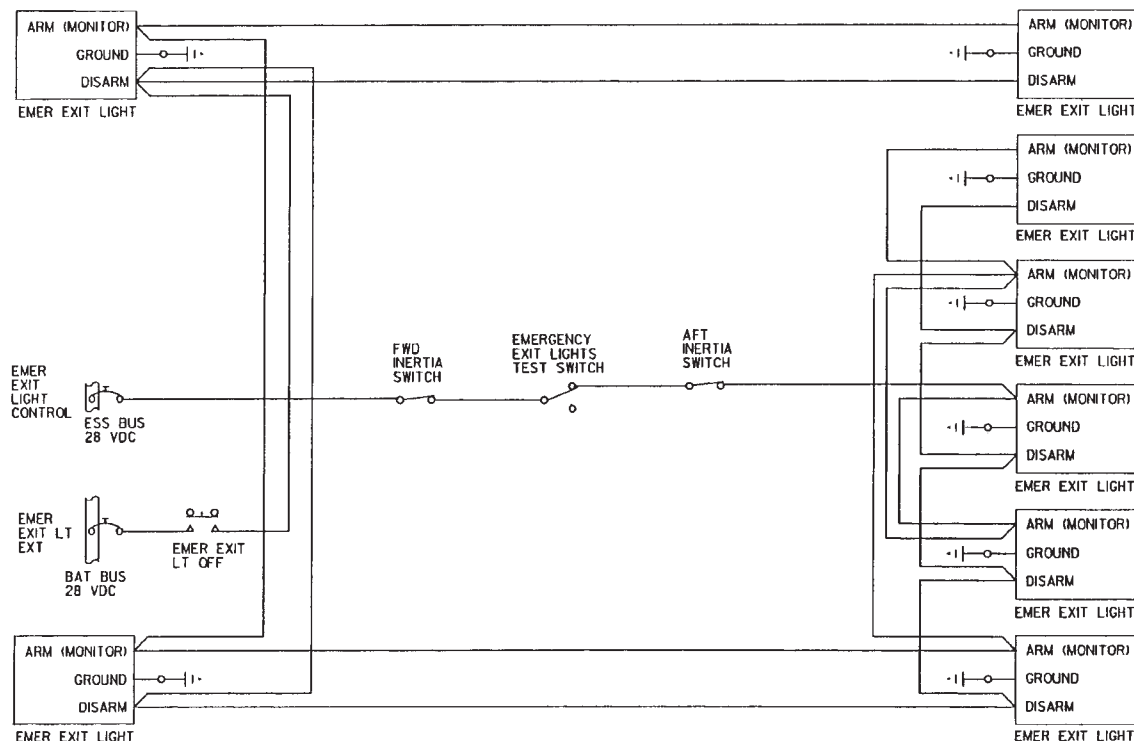 ARM (MONITOR)
GROUND
DISARM
EMER EXIT LIGHT
ARM (MONITOR)
GROUND
DISARM
EMER EXIT LIGHT
ARM (MONITOR)
GROUND
DISARM
EMER EXIT LIGHT
ARM (MONITOR)
GROUND
DISARM
EMER EXIT LIGHT
EMER
EXIT
LIGHT
CONTROL
ESS BUS
28 VDC
FWD
INERTIA
SWITCH
EMERGENCY
EXIT LIGHTS
TEST SWITCH
AFT
INERTIA
SWITCH
ARM (MONITOR)
GROUND
DISARM
EMER EXIT LIGHT
EMER
EXIT LT
EXT
BAT BUS
28 VDC
EMER EXIT
LT OFF
ARM (MONITOR)
GROUND
DISARM
EMER EXIT LIGHT
ARM (MONITOR)
GROUND
DISARM
EMER EXIT LIGHT
ARM (MONITOR)
GROUND
DISARM
EMER EXIT LIGHT